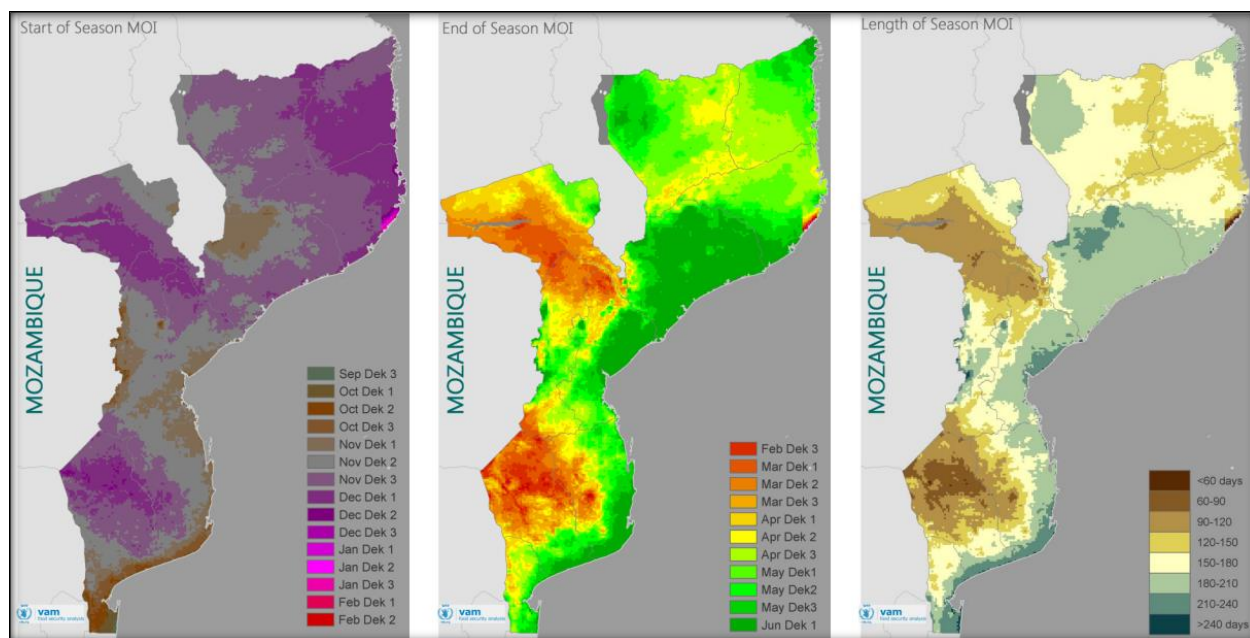 Start of Season MOI
MOZAMBIQUE
Sep Dek 3
Oct Dek 1
Oct Dek 2
Oct Dek 3
Nov Dek 1
Nov Dek 2
Nov Dek 3
Dec Dek 1
Dec Dek 2
Dec Dek 3
Jan Dek 1
Jan Dek 2
Jan Dek 3
Feb Dek 1
Feb Dek 2
vam
food security analysis
End of Season MOI
MOZAMBIQUE
Feb Dek 3
Mar Dek 1
Mar Dek 2
Mar Dek 3
Apr Dek 1
Apr Dek 2
Apr Dek 3
May Dek1
May Dek2
May Dek3
Jun Dek 1
vam
food security analysis
Length of Season MOI
MOZAMBIQUE
<60 days
60-90
90-120
120-150
150-180
180-210
210-240
>240 days
vam
food security analysis